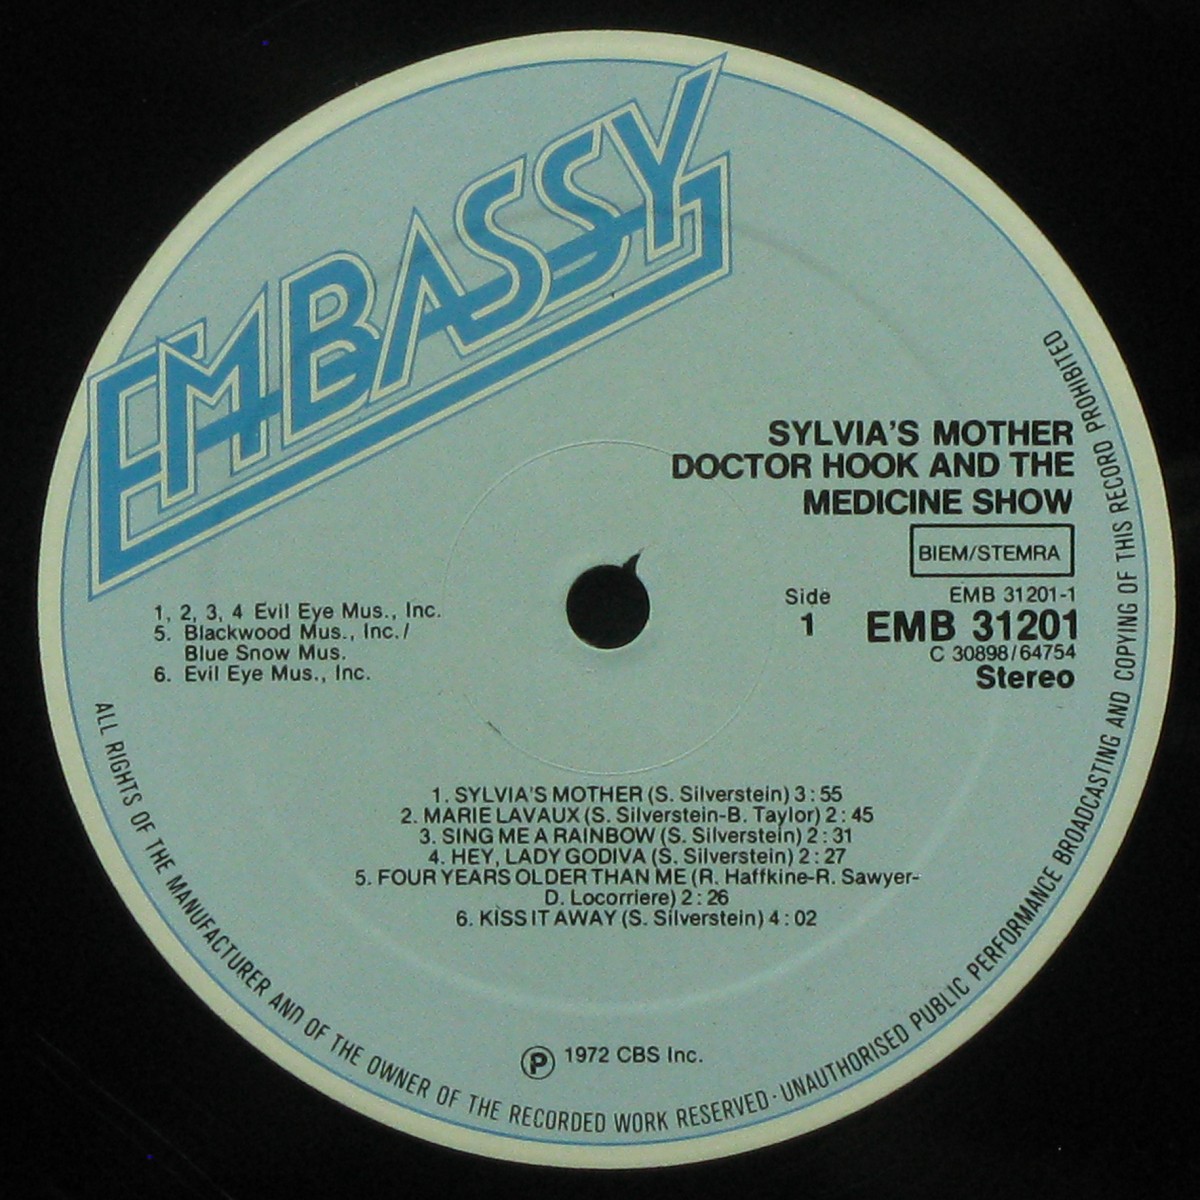 EMBASSY
SYLVIA'S MOTHER
DOCTOR HOOK AND THE
MEDICINE SHOW
BIEM/STEMRA
EMB 31201-1
Side
1
EMB 31201
C 30898/64754
Stereo
1, 2, 3, 4 Evil Eye Mus., Inc.
5. Blackwood Mus., Inc./
Blue Snow Mus.
6. Evil Eye Mus., Inc.
1. SYLVIA'S MOTHER (S. Silverstein) 3:55
2. MARIE LAVAUX (S. Silverstein-B. Taylor) 2:45
3. SING ME A RAINBOW (S. Silverstein) 2:31
4. HEY, LADY GODIVA (S. Silverstein) 2:27
5. FOUR YEARS OLDER THAN ME (R. Haffkine-R. Sawyer-
D. Locorriere) 2:26
6. KISS IT AWAY (S. Silverstein) 4:02
℗ 1972 CBS Inc.
ALL RIGHTS OF THE MANUFACTURER AND OF THE OWNER OF THE RECORDED WORK RESERVED · UNAUTHORISED PUBLIC PERFORMANCE BROADCASTING AND COPYING OF THIS RECORD PROHIBITED